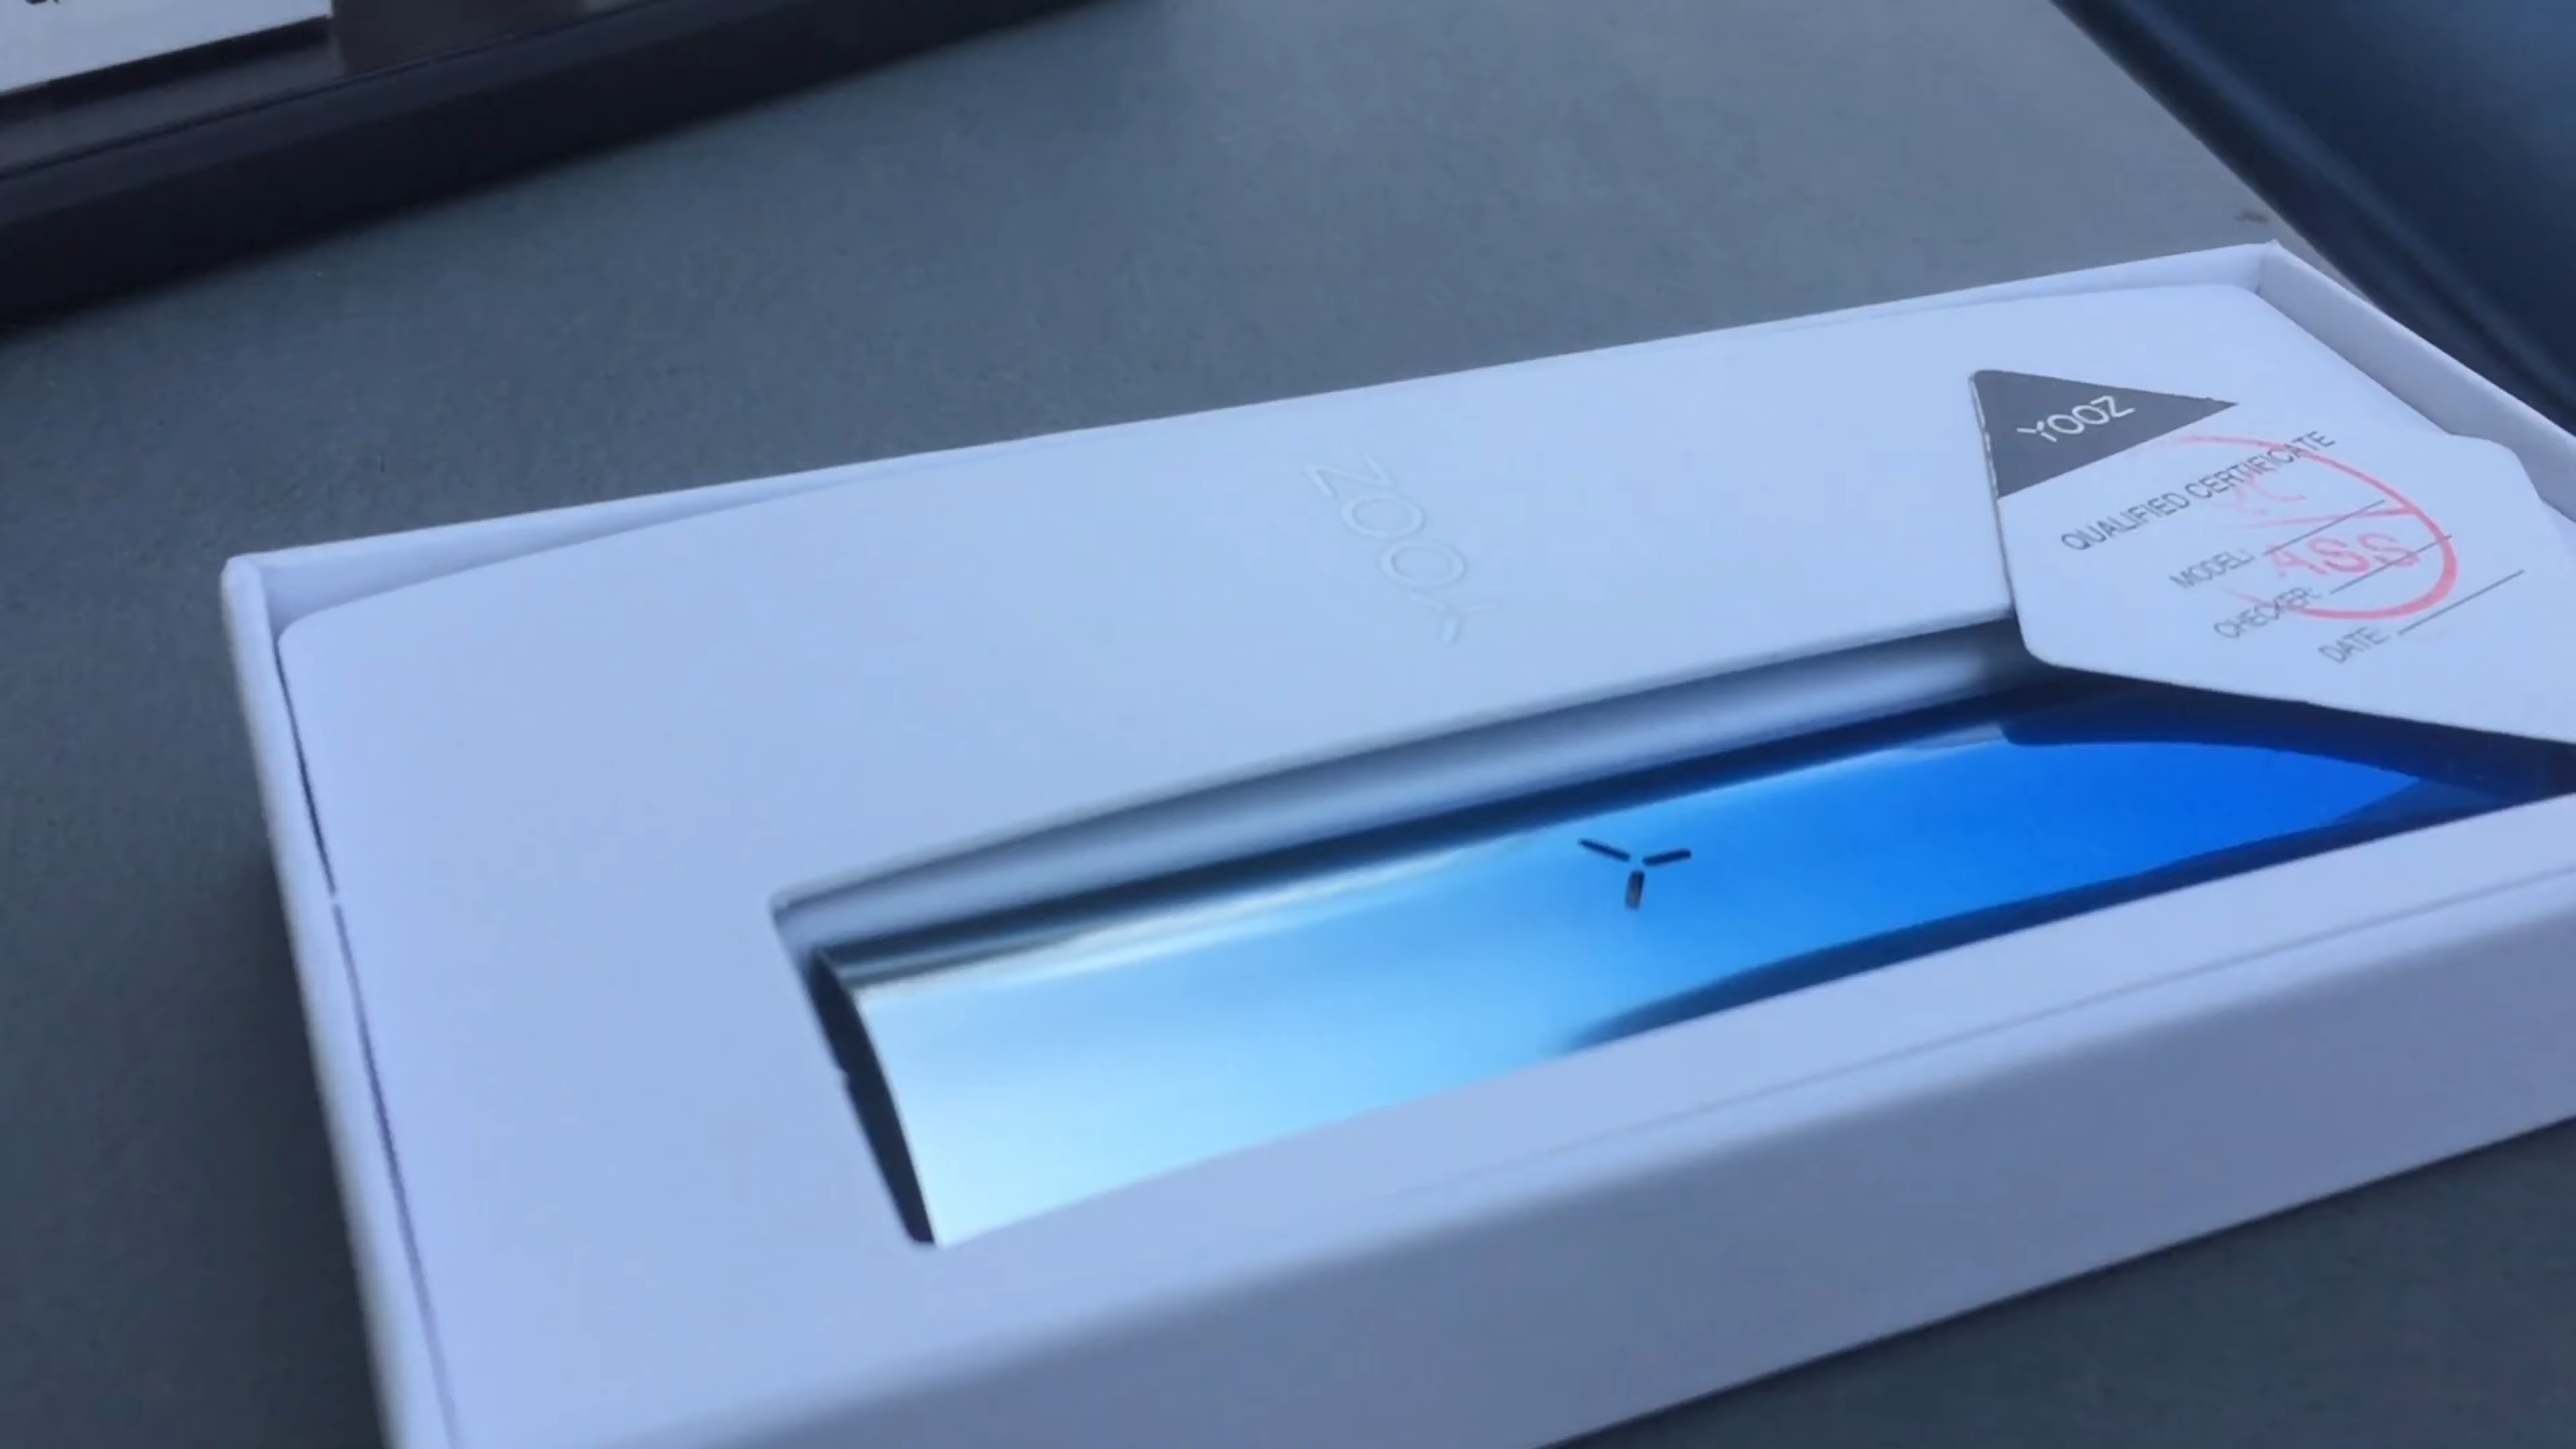 YOOZ
YOOZ
QUALIFIED CERTIFICATE
MODEL:
CHECKER:
DATE: